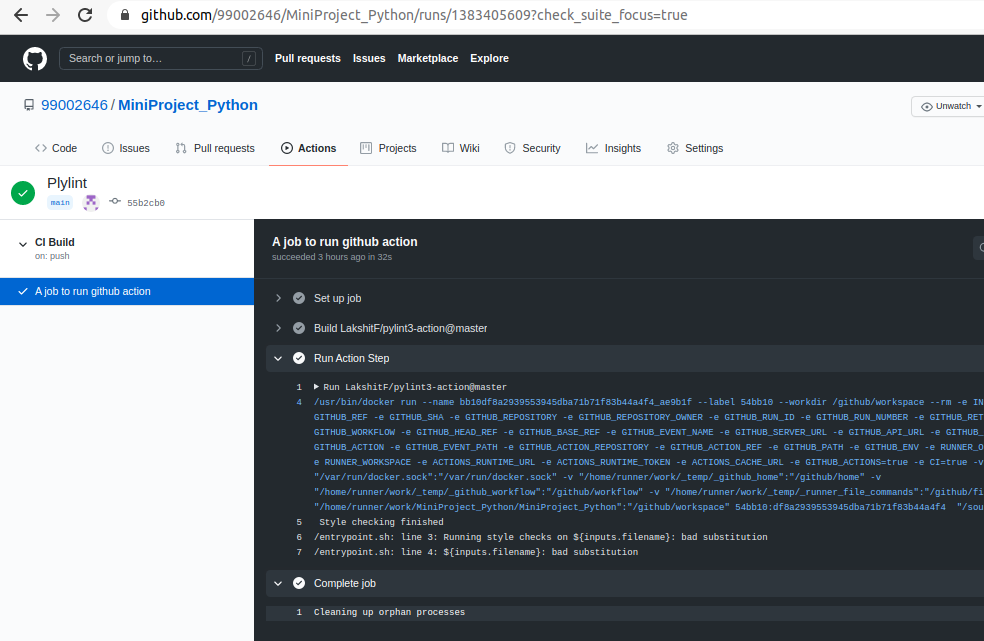 github.com/99002646/MiniProject_Python/runs/1383405609?check_suite_focus=true
Search or jump to… / Pull requests Issues Marketplace Explore
99002646 / MiniProject_Python Unwatch
Code Issues Pull requests Actions Projects Wiki Security Insights Settings
Plylint
main 55b2cb0
CI Build
on: push
A job to run github action
A job to run github action
succeeded 3 hours ago in 32s
Set up job
Build LakshitF/pylint3-action@master
Run Action Step
1 Run LakshitF/pylint3-action@master
4 /usr/bin/docker run --name bb10df8a2939553945dba71b71f83b44a4f4_ae9b1f --label 54bb10 --workdir /github/workspace --rm -e IN
GITHUB_REF -e GITHUB_SHA -e GITHUB_REPOSITORY -e GITHUB_REPOSITORY_OWNER -e GITHUB_RUN_ID -e GITHUB_RUN_NUMBER -e GITHUB_RET
GITHUB_WORKFLOW -e GITHUB_HEAD_REF -e GITHUB_BASE_REF -e GITHUB_EVENT_NAME -e GITHUB_SERVER_URL -e GITHUB_API_URL -e GITHUB_
GITHUB_ACTION -e GITHUB_EVENT_PATH -e GITHUB_ACTION_REPOSITORY -e GITHUB_ACTION_REF -e GITHUB_PATH -e GITHUB_ENV -e RUNNER_O
e RUNNER_WORKSPACE -e ACTIONS_RUNTIME_URL -e ACTIONS_RUNTIME_TOKEN -e ACTIONS_CACHE_URL -e GITHUB_ACTIONS=true -e CI=true -v
"/var/run/docker.sock":"/var/run/docker.sock" -v "/home/runner/work/_temp/_github_home":"/github/home" -v
"/home/runner/work/_temp/_github_workflow":"/github/workflow" -v "/home/runner/work/_temp/_runner_file_commands":"/github/fi
"/home/runner/work/MiniProject_Python/MiniProject_Python":"/github/workspace" 54bb10:df8a2939553945dba71b71f83b44a4f4 "/sou
5 Style checking finished
6 /entrypoint.sh: line 3: Running style checks on ${inputs.filename}: bad substitution
7 /entrypoint.sh: line 4: ${inputs.filename}: bad substitution
Complete job
1 Cleaning up orphan processes